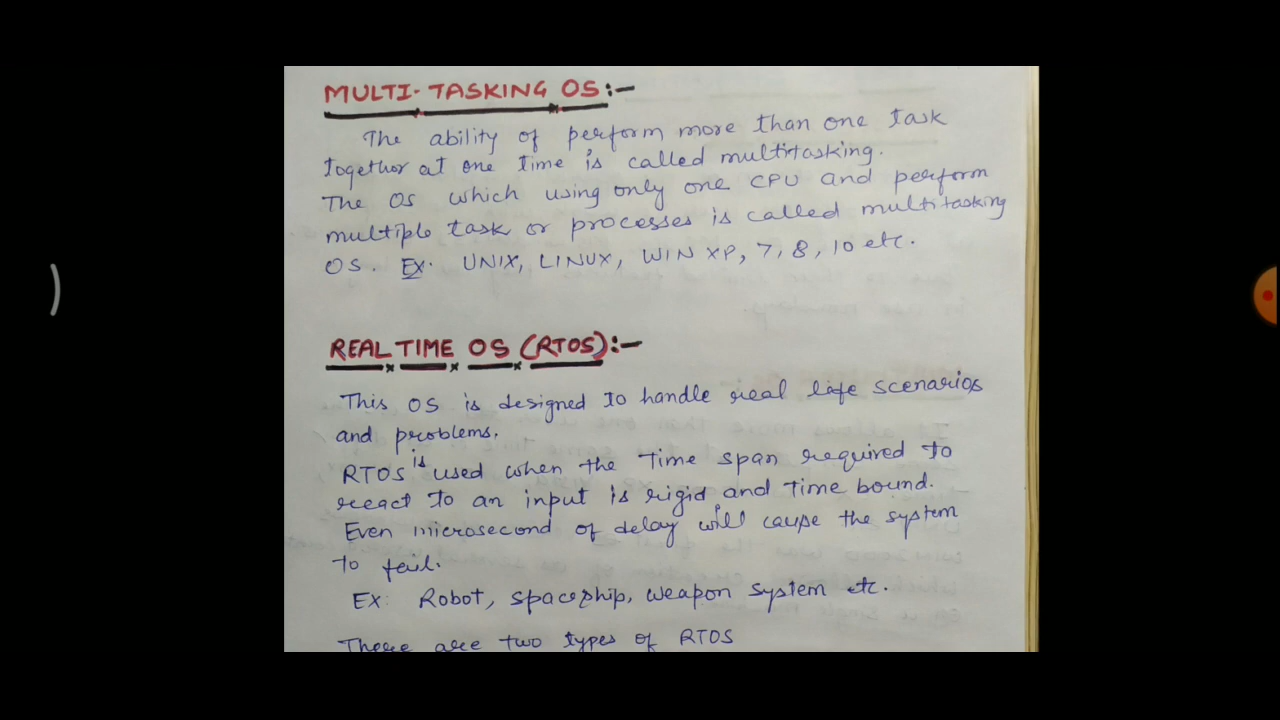 MULTI-TASKING OS:-
The ability of perform more than one task
together at one time is called multitasking.
The OS which using only one CPU and perform
multiple task or processes is called multitasking
OS. EX. UNIX, LINUX, WIN XP, 7, 8, 10 etc.
REAL TIME OS (RTOS):-
This OS is designed to handle real life scenarios
and problems.
RTOS is used when the time span required to
react to an input is rigid and time bound.
Even microsecond of delay will cause the system
to fail.
EX: Robot, spaceship, weapon system etc.
There are two types of RTOS